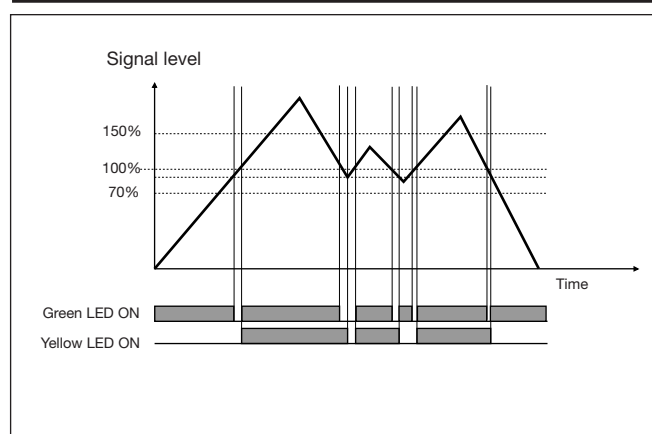 Signal level
150%
100%
70%
Time
Green LED ON
Yellow LED ON